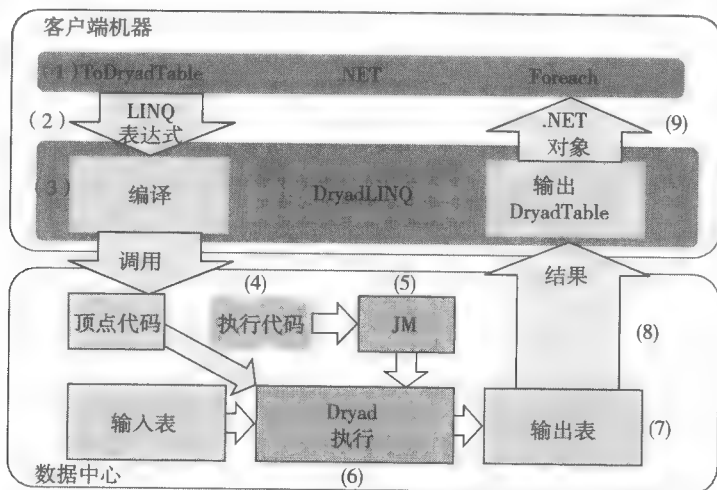 客户端机器
(1)ToDryadTable .NET Foreach
(2) LINQ
表达式
.NET
对象
(9)
(3) 编译 DryadLINQ 输出
DryadTable
调用
结果
(4) (5)
顶点代码 执行代码 JM
(8)
输入表 Dryad
执行
输出表 (7)
数据中心 (6)